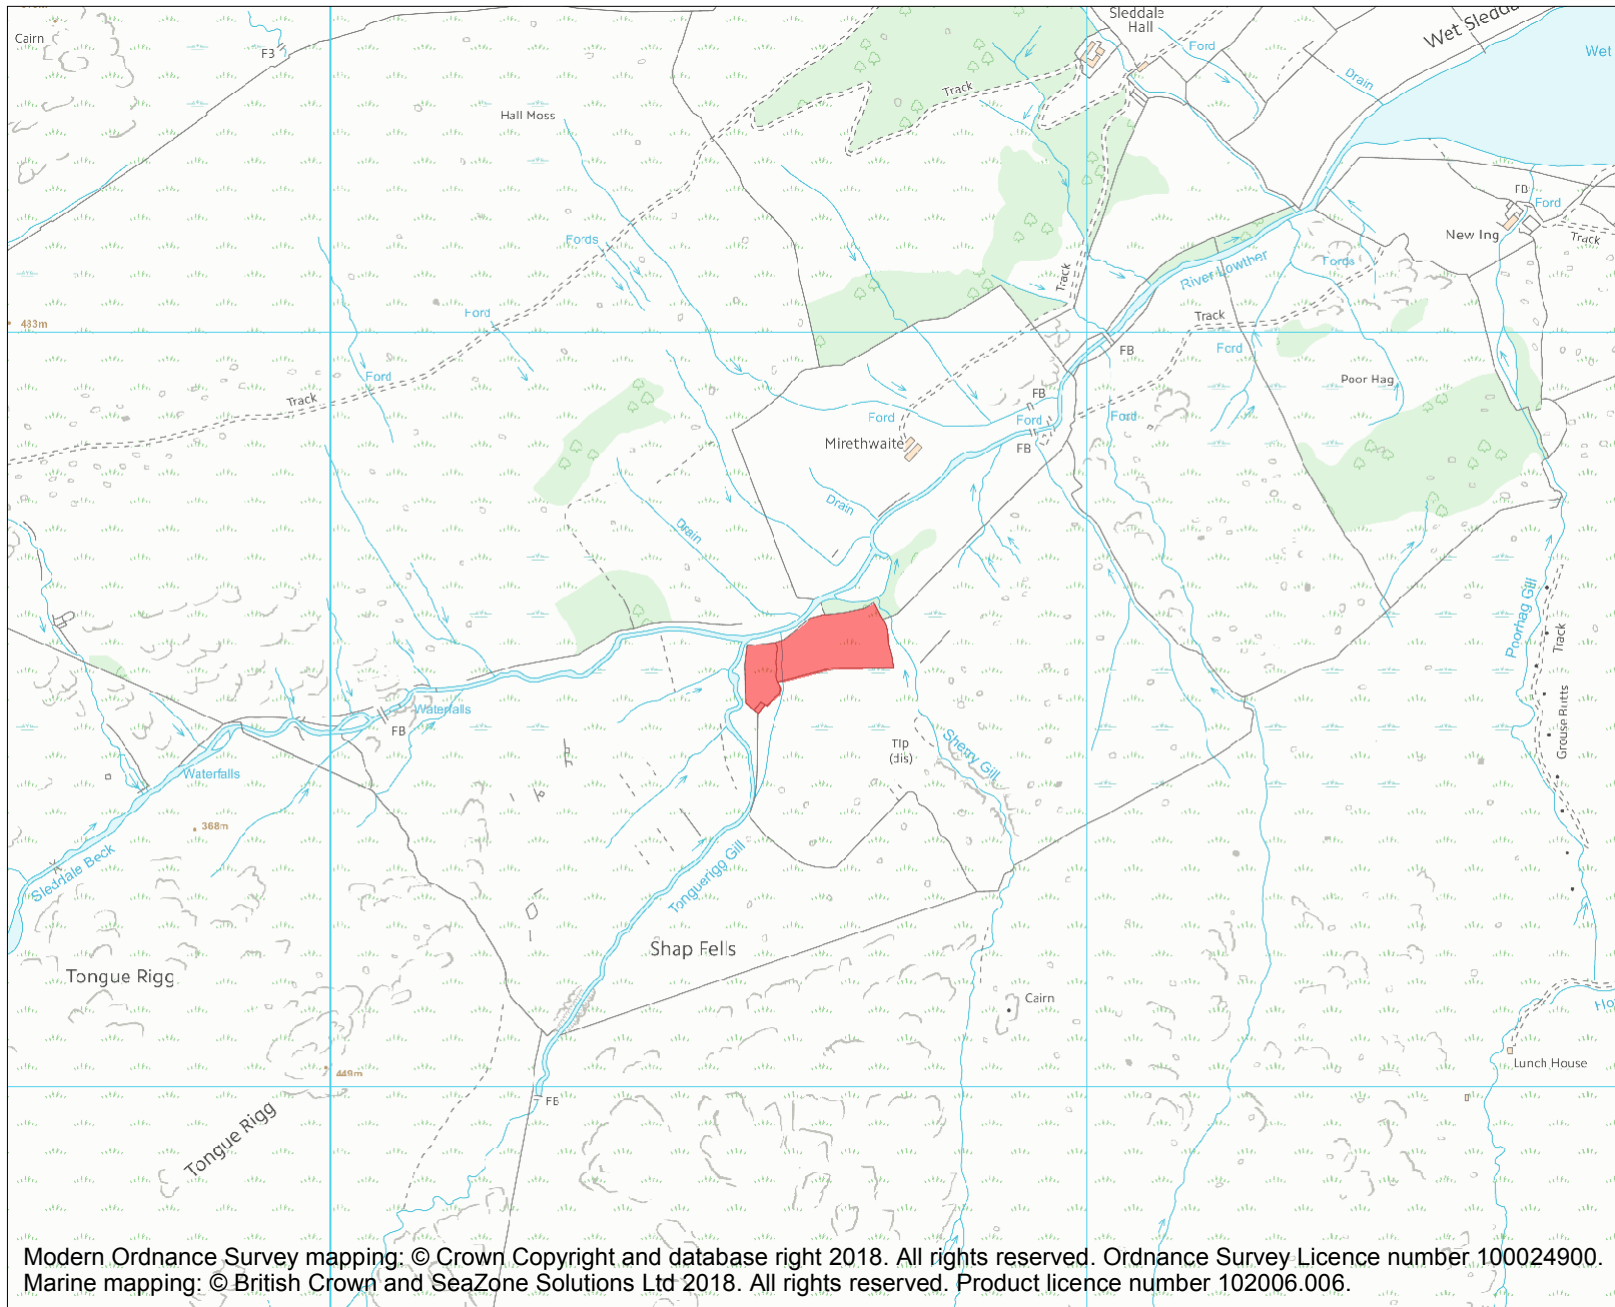 Cairn
FB
Hall Moss
Sleddale
Hall
Ford
Wet
Drain
Wet
Track
FB
Ford
New Ing
Track
Fords
River Lowther
Fords
Track
483m
Ford
Track
FB
Ford
Ford
Poor Hag
Track
FB
Ford
Ford
Ford
Mirethwaite
FB
Drain
Drain
Poorhag Gill
Track
Waterfalls
FB
Grouse Butts
Tip
(dis)
Sherry Gill
Waterfalls
368m
Sleddale Beck
Tonguerigg Gill
Shap Fells
Tongue Rigg
Cairn
Lunch House
449m
FB
Tongue Rigg
Modern Ordnance Survey mapping: © Crown Copyright and database right 2018. All rights reserved. Ordnance Survey Licence number 100024900.
Marine mapping: © British Crown and SeaZone Solutions Ltd 2018. All rights reserved. Product licence number 102006.006.